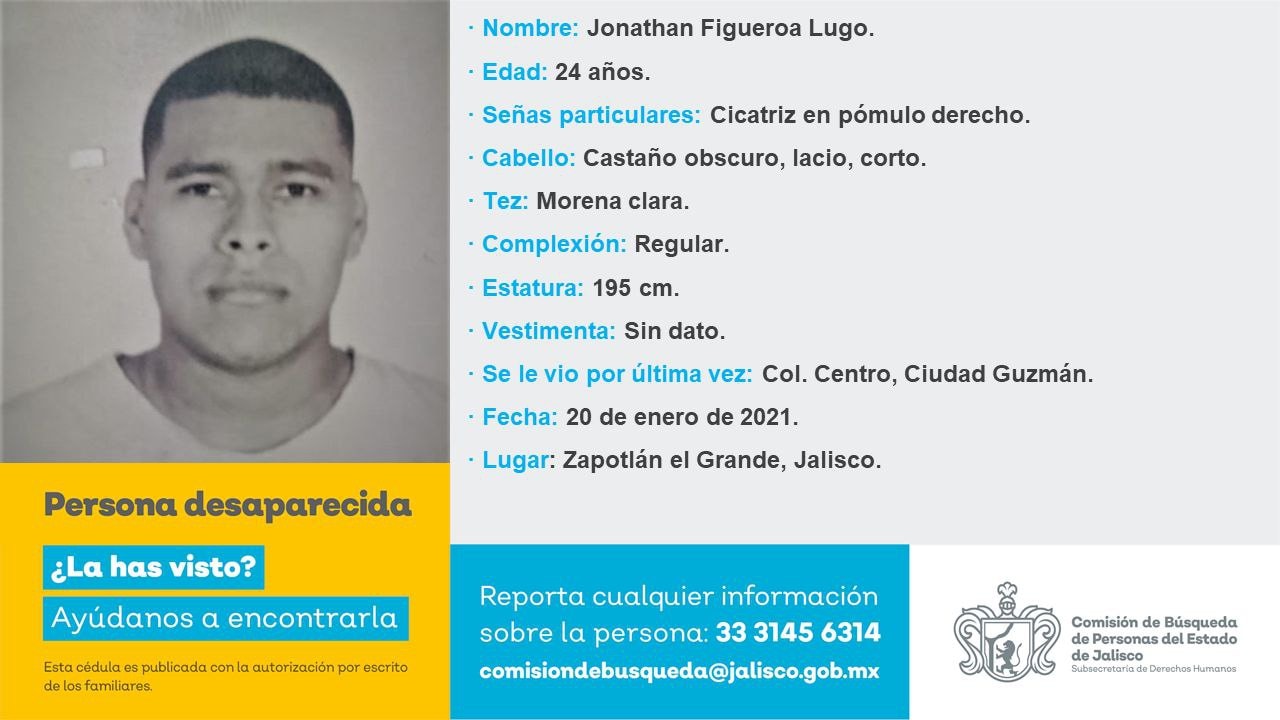 · Nombre: Jonathan Figueroa Lugo.
· Edad: 24 años.
· Señas particulares: Cicatriz en pómulo derecho.
· Cabello: Castaño obscuro, lacio, corto.
· Tez: Morena clara.
· Complexión: Regular.
· Estatura: 195 cm.
· Vestimenta: Sin dato.
· Se le vio por última vez: Col. Centro, Ciudad Guzmán.
· Fecha: 20 de enero de 2021.
· Lugar: Zapotlán el Grande, Jalisco.
Persona desaparecida
¿La has visto?
Ayúdanos a encontrarla
Esta cédula es publicada con la autorización por escrito
de los familiares.
Reporta cualquier información
sobre la persona: 33 3145 6314
comisiondebusqueda@jalisco.gob.mx
Comisión de Búsqueda
de Personas del Estado
de Jalisco
Subsecretaría de Derechos Humanos